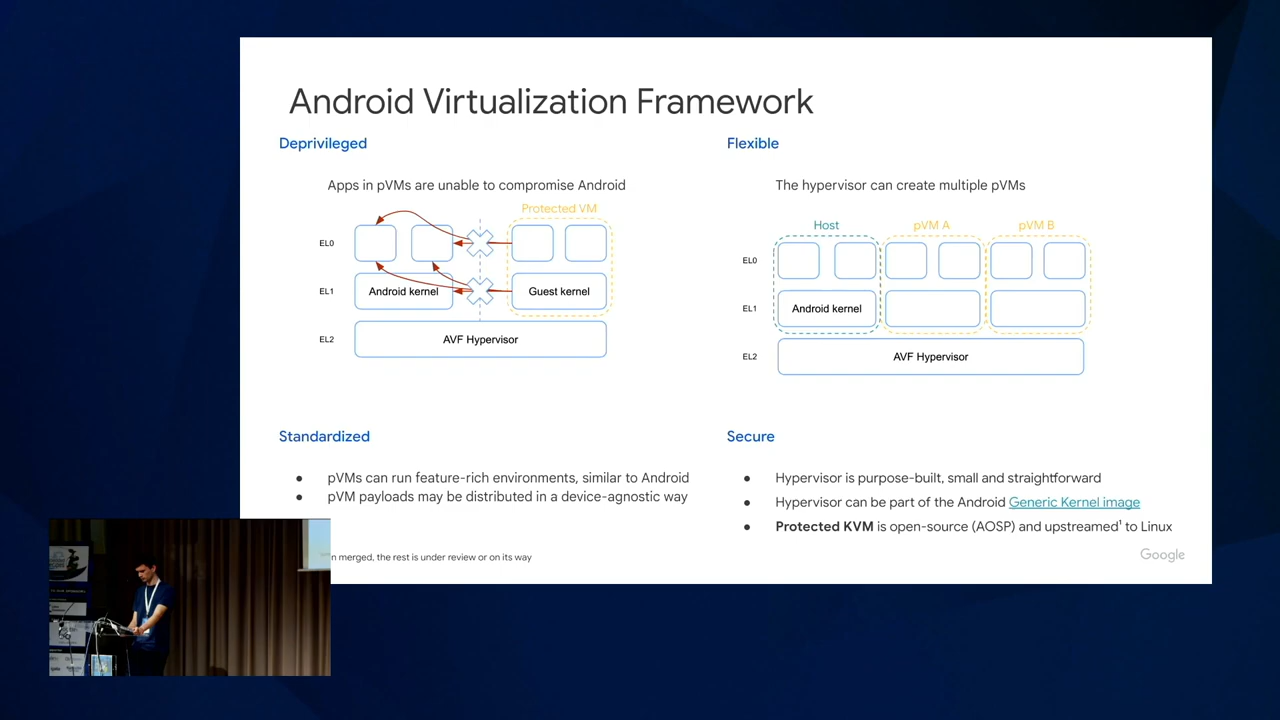 Android Virtualization Framework
Deprivileged
Apps in pVMs are unable to compromise Android
Protected VM
EL0
EL1
Android kernel
Guest kernel
EL2
AVF Hypervisor
Flexible
The hypervisor can create multiple pVMs
Host
pVM A
pVM B
EL0
EL1
Android kernel
EL2
AVF Hypervisor
Standardized
● pVMs can run feature-rich environments, similar to Android
● pVM payloads may be distributed in a device-agnostic way
Secure
● Hypervisor is purpose-built, small and straightforward
● Hypervisor can be part of the Android Generic Kernel image
● Protected KVM is open-source (AOSP) and upstreamed¹ to Linux
merged, the rest is under review or on its way
Google